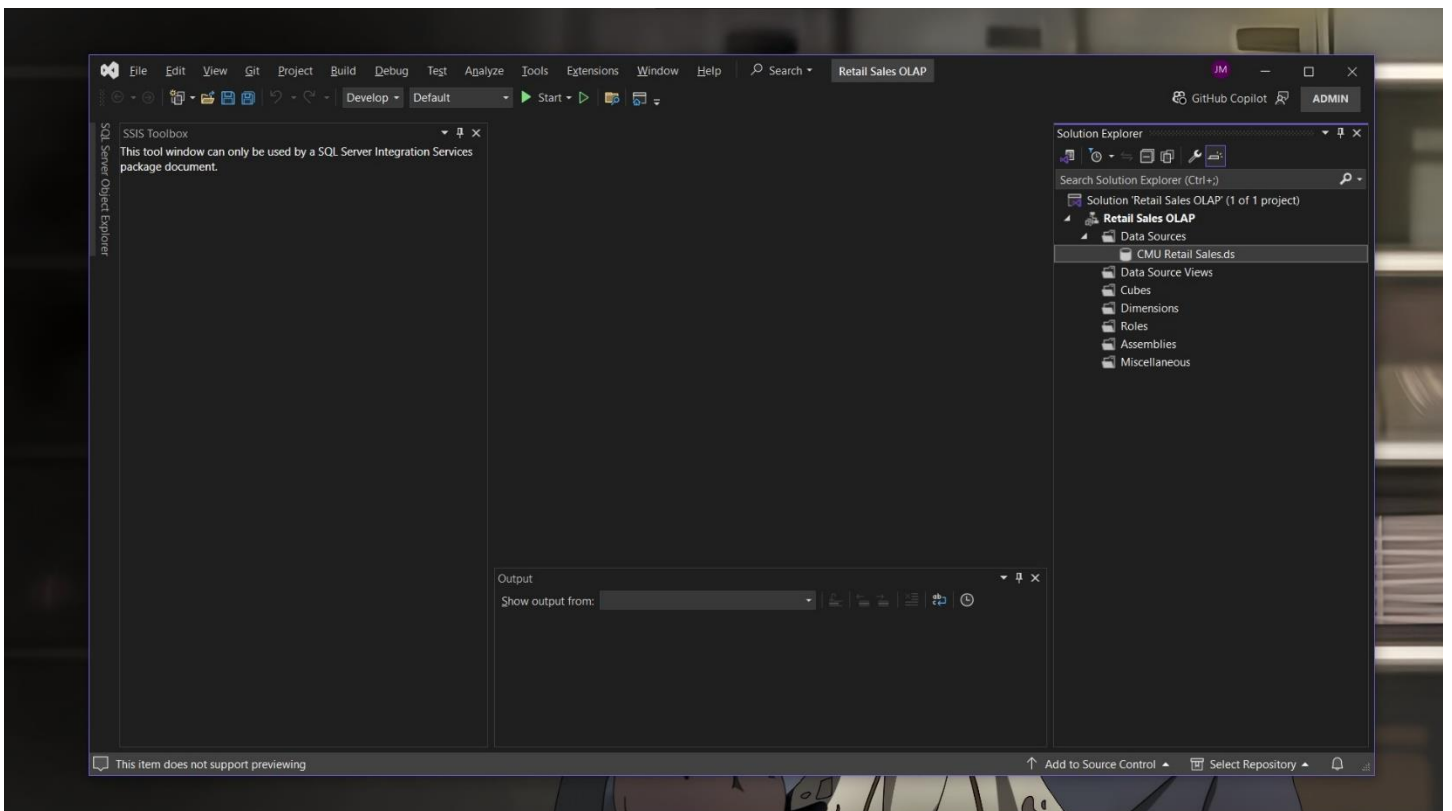 File Edit View Git Project Build Debug Test Analyze Tools Extensions Window Help Search Retail Sales OLAP JM
Develop Default Start GitHub Copilot ADMIN
SQL Server Object Explorer
SSIS Toolbox
This tool window can only be used by a SQL Server Integration Services
package document.
Output
Show output from:
Solution Explorer
Search Solution Explorer (Ctrl+;)
Solution 'Retail Sales OLAP' (1 of 1 project)
Retail Sales OLAP
Data Sources
CMU Retail Sales.ds
Data Source Views
Cubes
Dimensions
Roles
Assemblies
Miscellaneous
This item does not support previewing Add to Source Control Select Repository